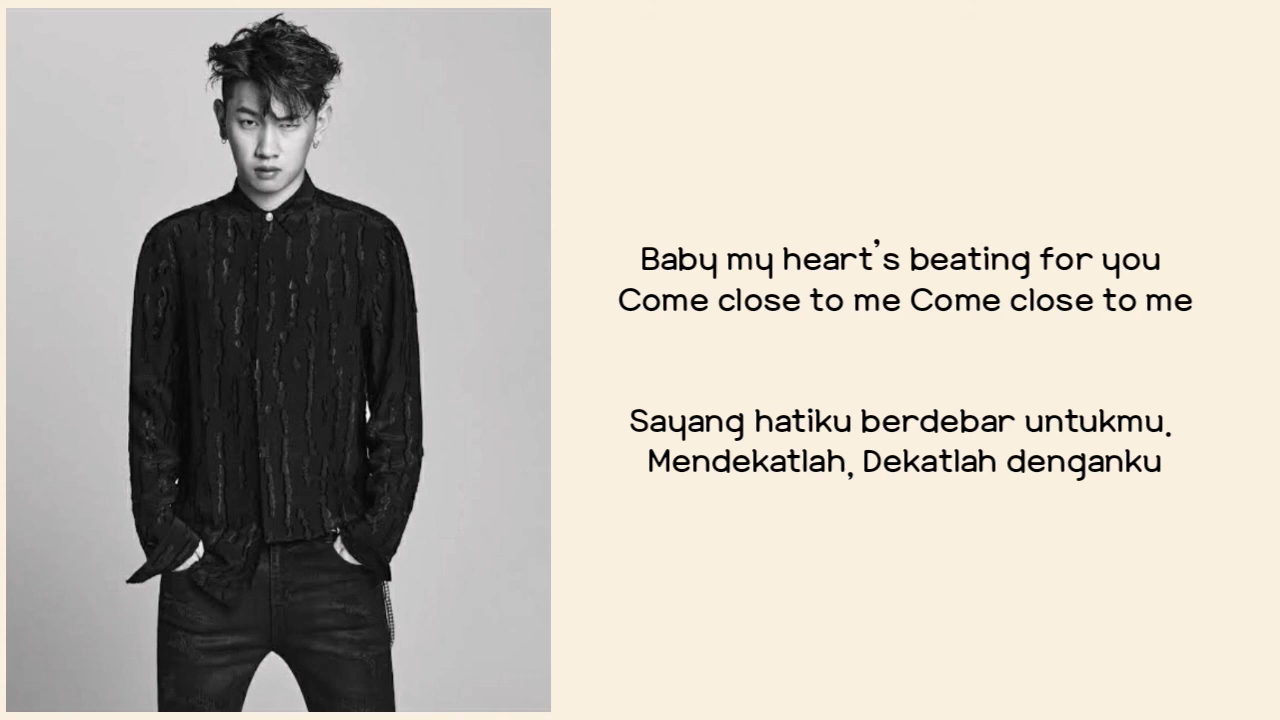 Baby my heart's beating for you
Come close to me Come close to me
Sayang hatiku berdebar untukmu.
Mendekatlah, Dekatlah denganku